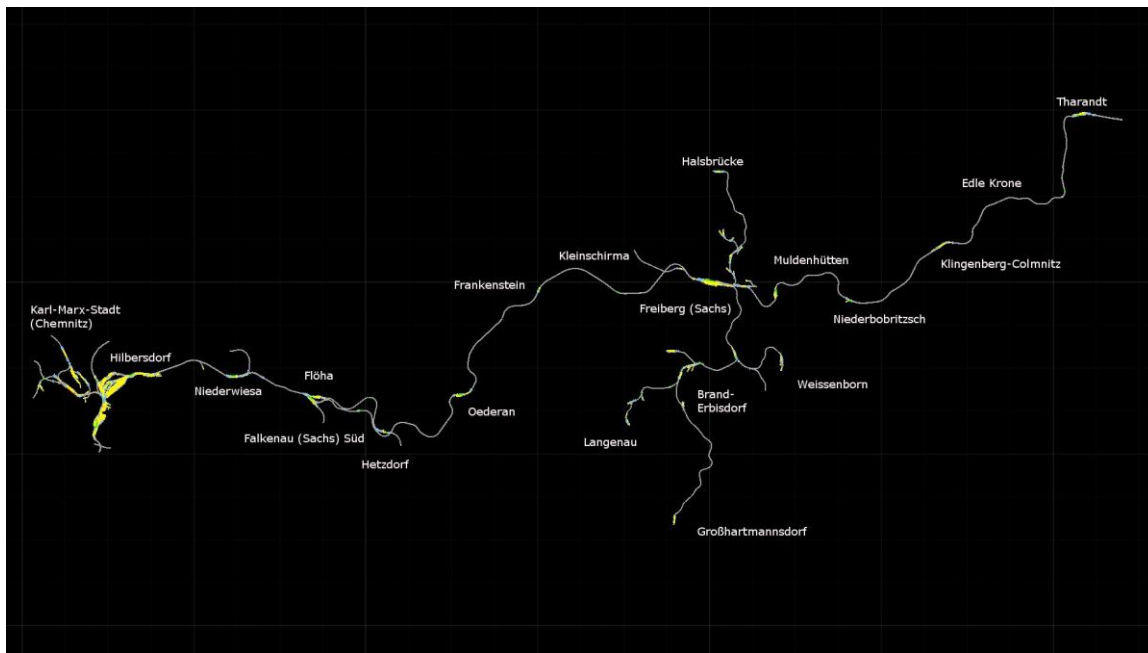 Tharandt
Halsbrücke
Edle Krone
Kleinschirma
Muldenhütten
Klingenberg-Colmnitz
Frankenstein
Freiberg (Sachs)
Karl-Marx-Stadt
(Chemnitz)
Niederbobritzsch
Hilbersdorf
Flöha
Niederwiesa
Weissenborn
Brand-
Erbisdorf
Oederan
Falkenau (Sachs) Süd
Langenau
Hetzdorf
Großhartmannsdorf